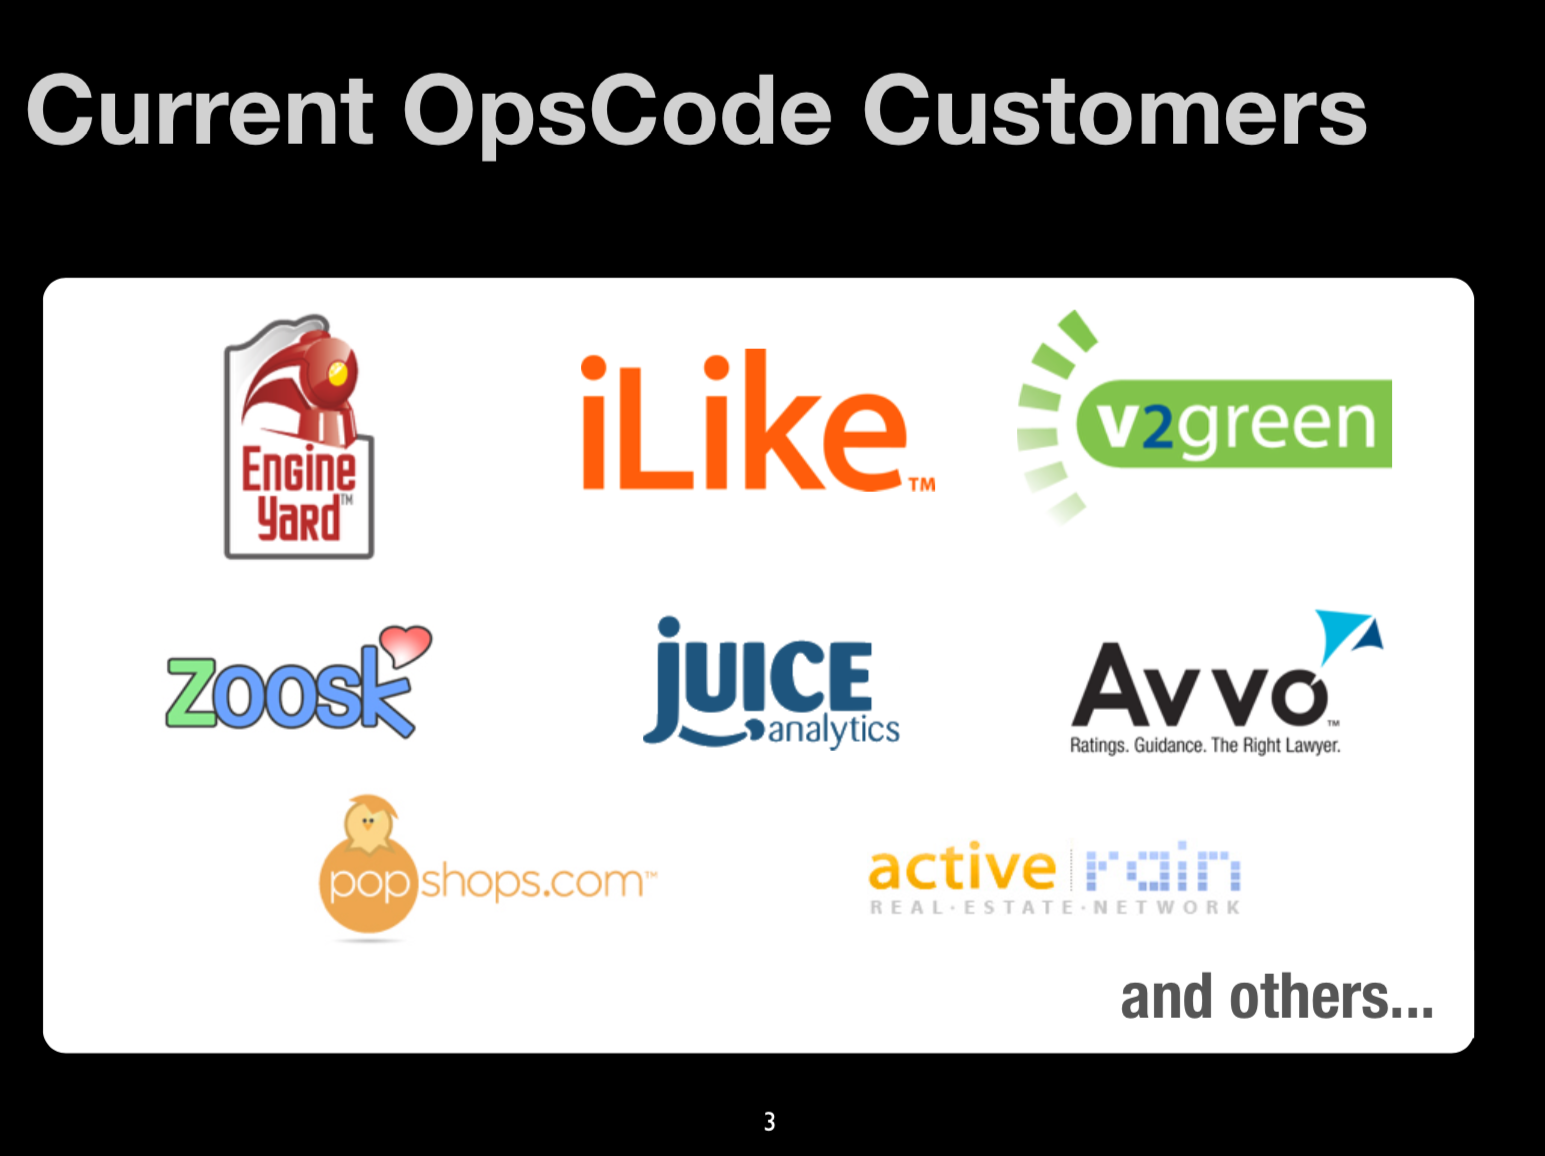 Current OpsCode Customers
Engine
Yard™
iLike™
v2green
zoosk
juice
analytics
Avvo™
Ratings. Guidance. The Right Lawyer.
popshops.com™
active rain
REAL·ESTATE·NETWORK
and others...
3